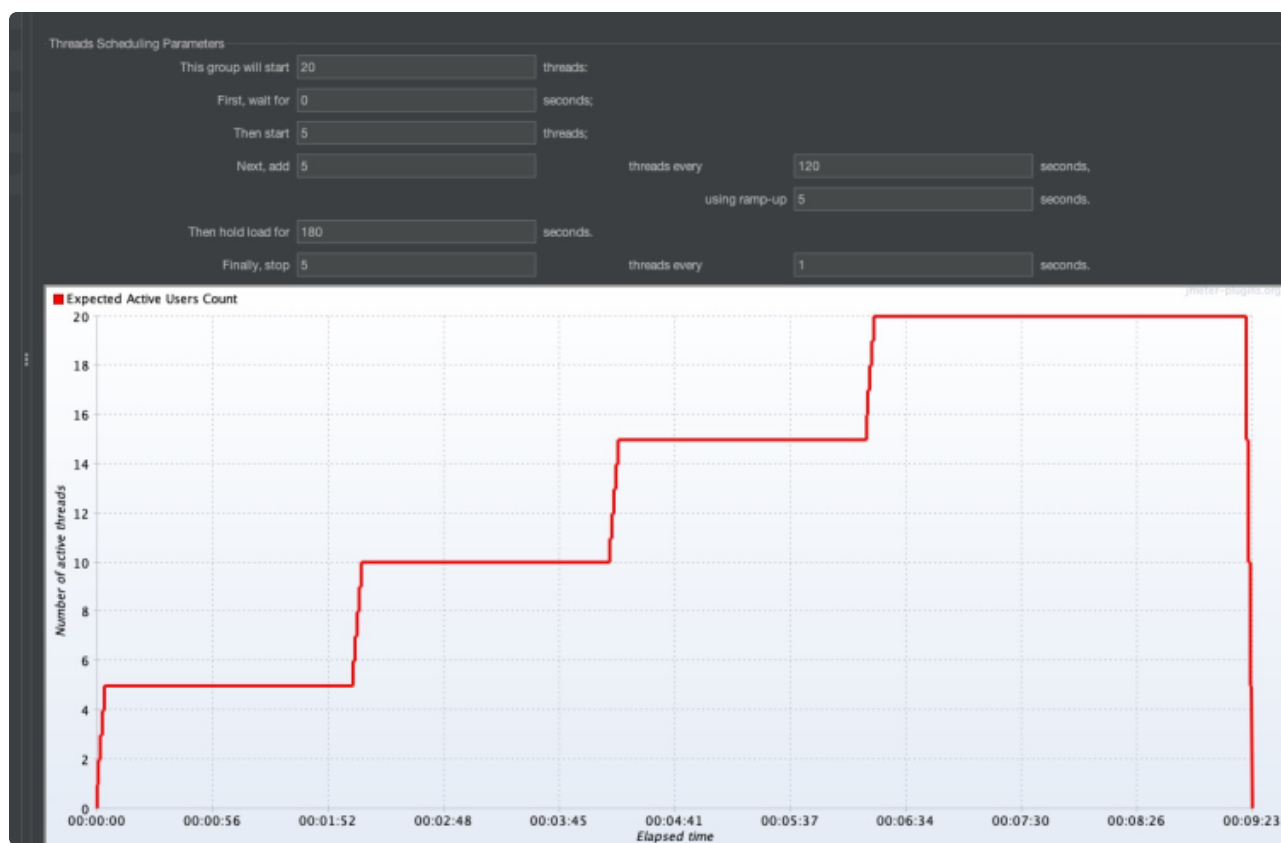 Threads Scheduling Parameters
This group will start 20 threads:
First, wait for 0 seconds;
Then start 5 threads;
Next, add 5 threads every 120 seconds,
using ramp-up 5 seconds.
Then hold load for 180 seconds.
Finally, stop 5 threads every 1 seconds.
jmeter-plugins.org
Expected Active Users Count
20
18
16
14
12
10
8
6
4
2
0
Number of active threads
00:00:00 00:00:56 00:01:52 00:02:48 00:03:45 00:04:41 00:05:37 00:06:34 00:07:30 00:08:26 00:09:23
Elapsed time